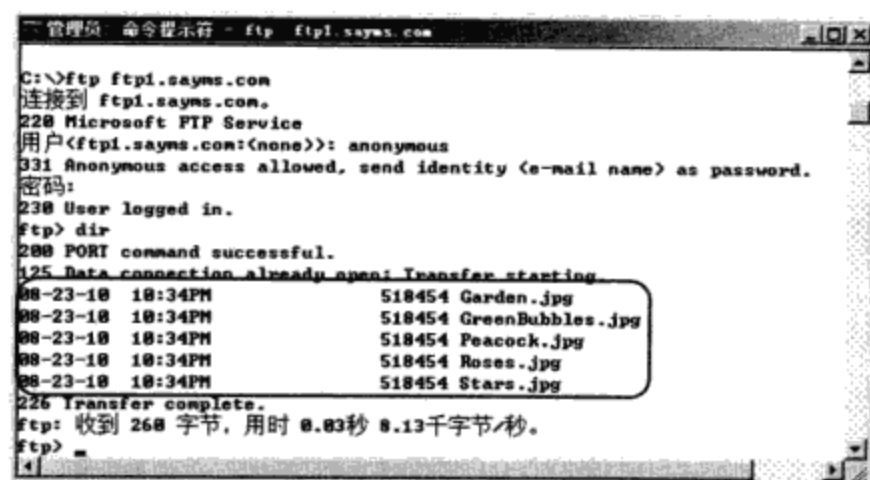 管理员: 命令提示符 - ftp  ftp1.sayms.com
C:\>ftp ftp1.sayms.com
连接到 ftp1.sayms.com。
220 Microsoft FTP Service
用户(ftp1.sayms.com:(none)): anonymous
331 Anonymous access allowed, send identity (e-mail name) as password.
密码:
230 User logged in.
ftp> dir
200 PORT command successful.
125 Data connection already open; Transfer starting.
08-23-10  10:34PM               518454 Garden.jpg
08-23-10  10:34PM               518454 GreenBubbles.jpg
08-23-10  10:34PM               518454 Peacock.jpg
08-23-10  10:34PM               518454 Roses.jpg
08-23-10  10:34PM               518454 Stars.jpg
226 Transfer complete.
ftp: 收到 260 字节，用时 0.03秒 8.13千字节/秒。
ftp>